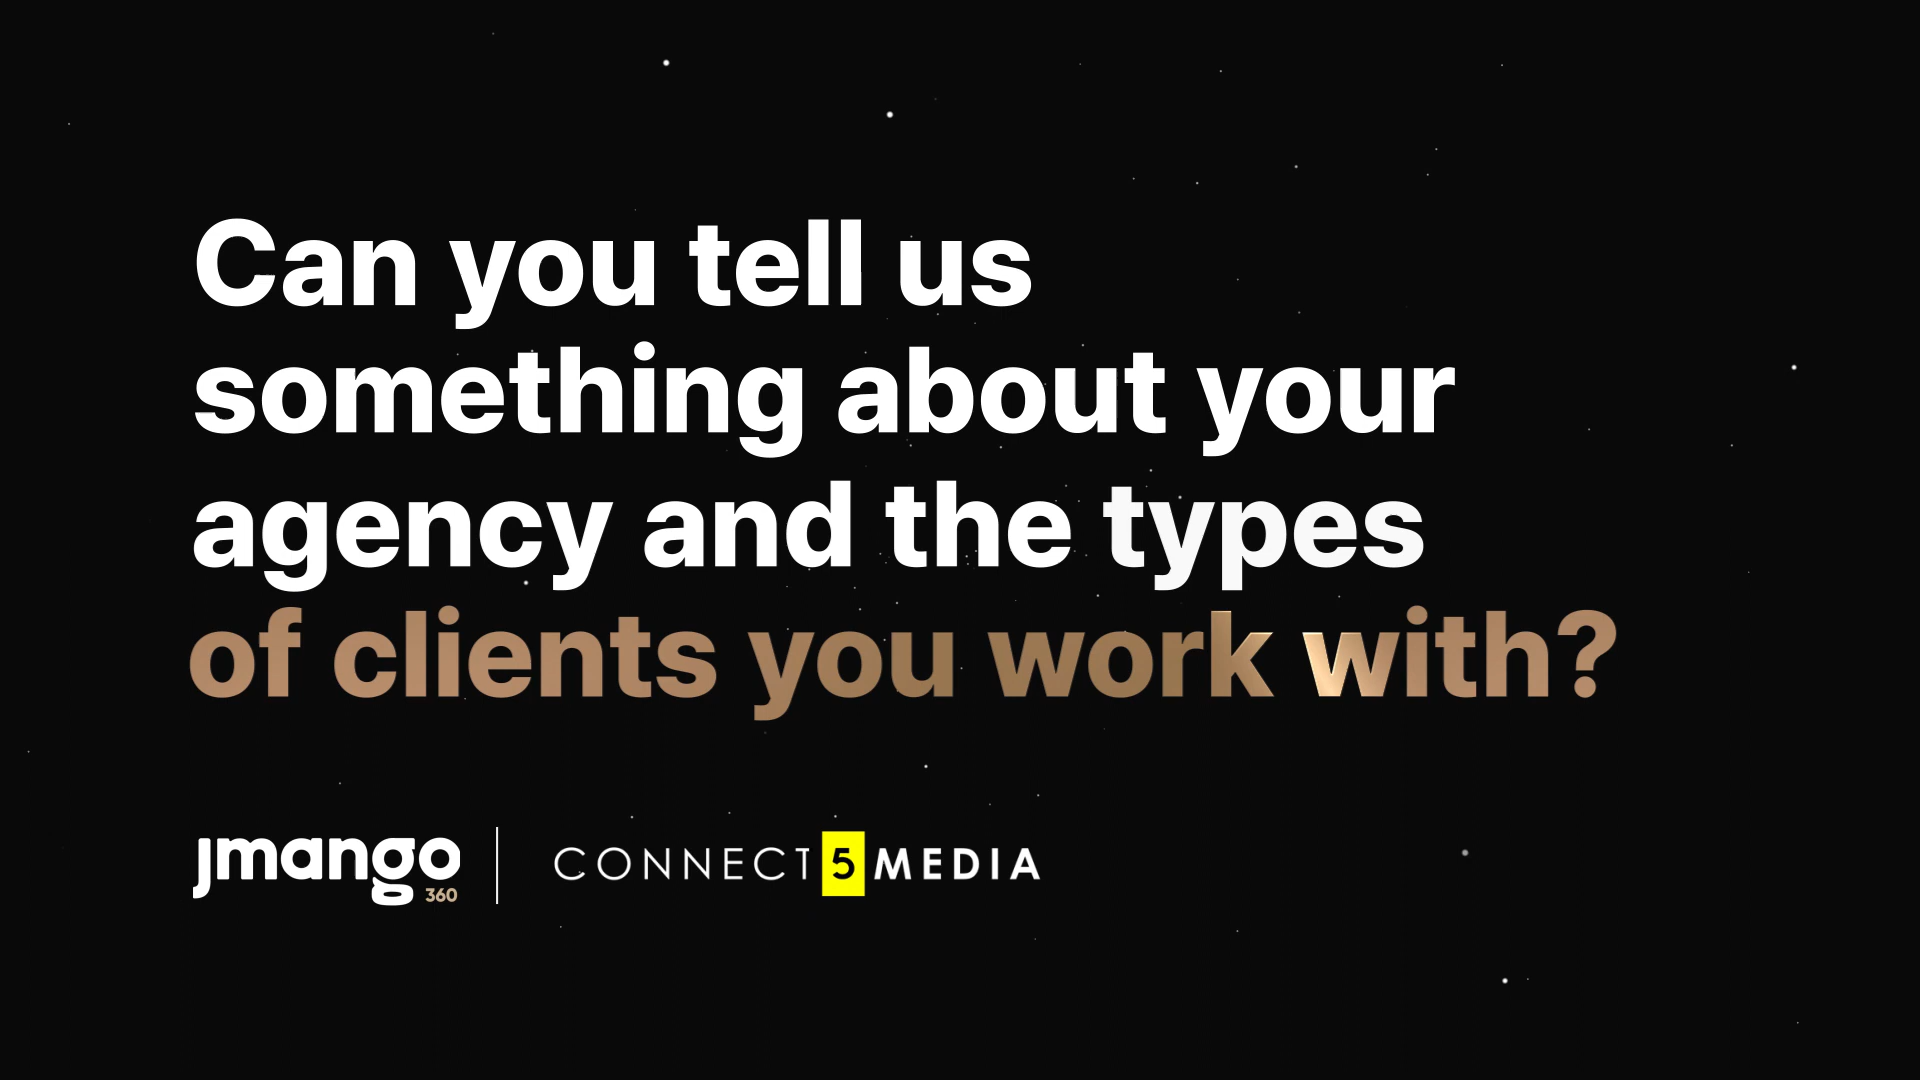 Can you tell us
something about your
agency and the types
of clients you work with?
jmango 360
CONNECT 5 MEDIA